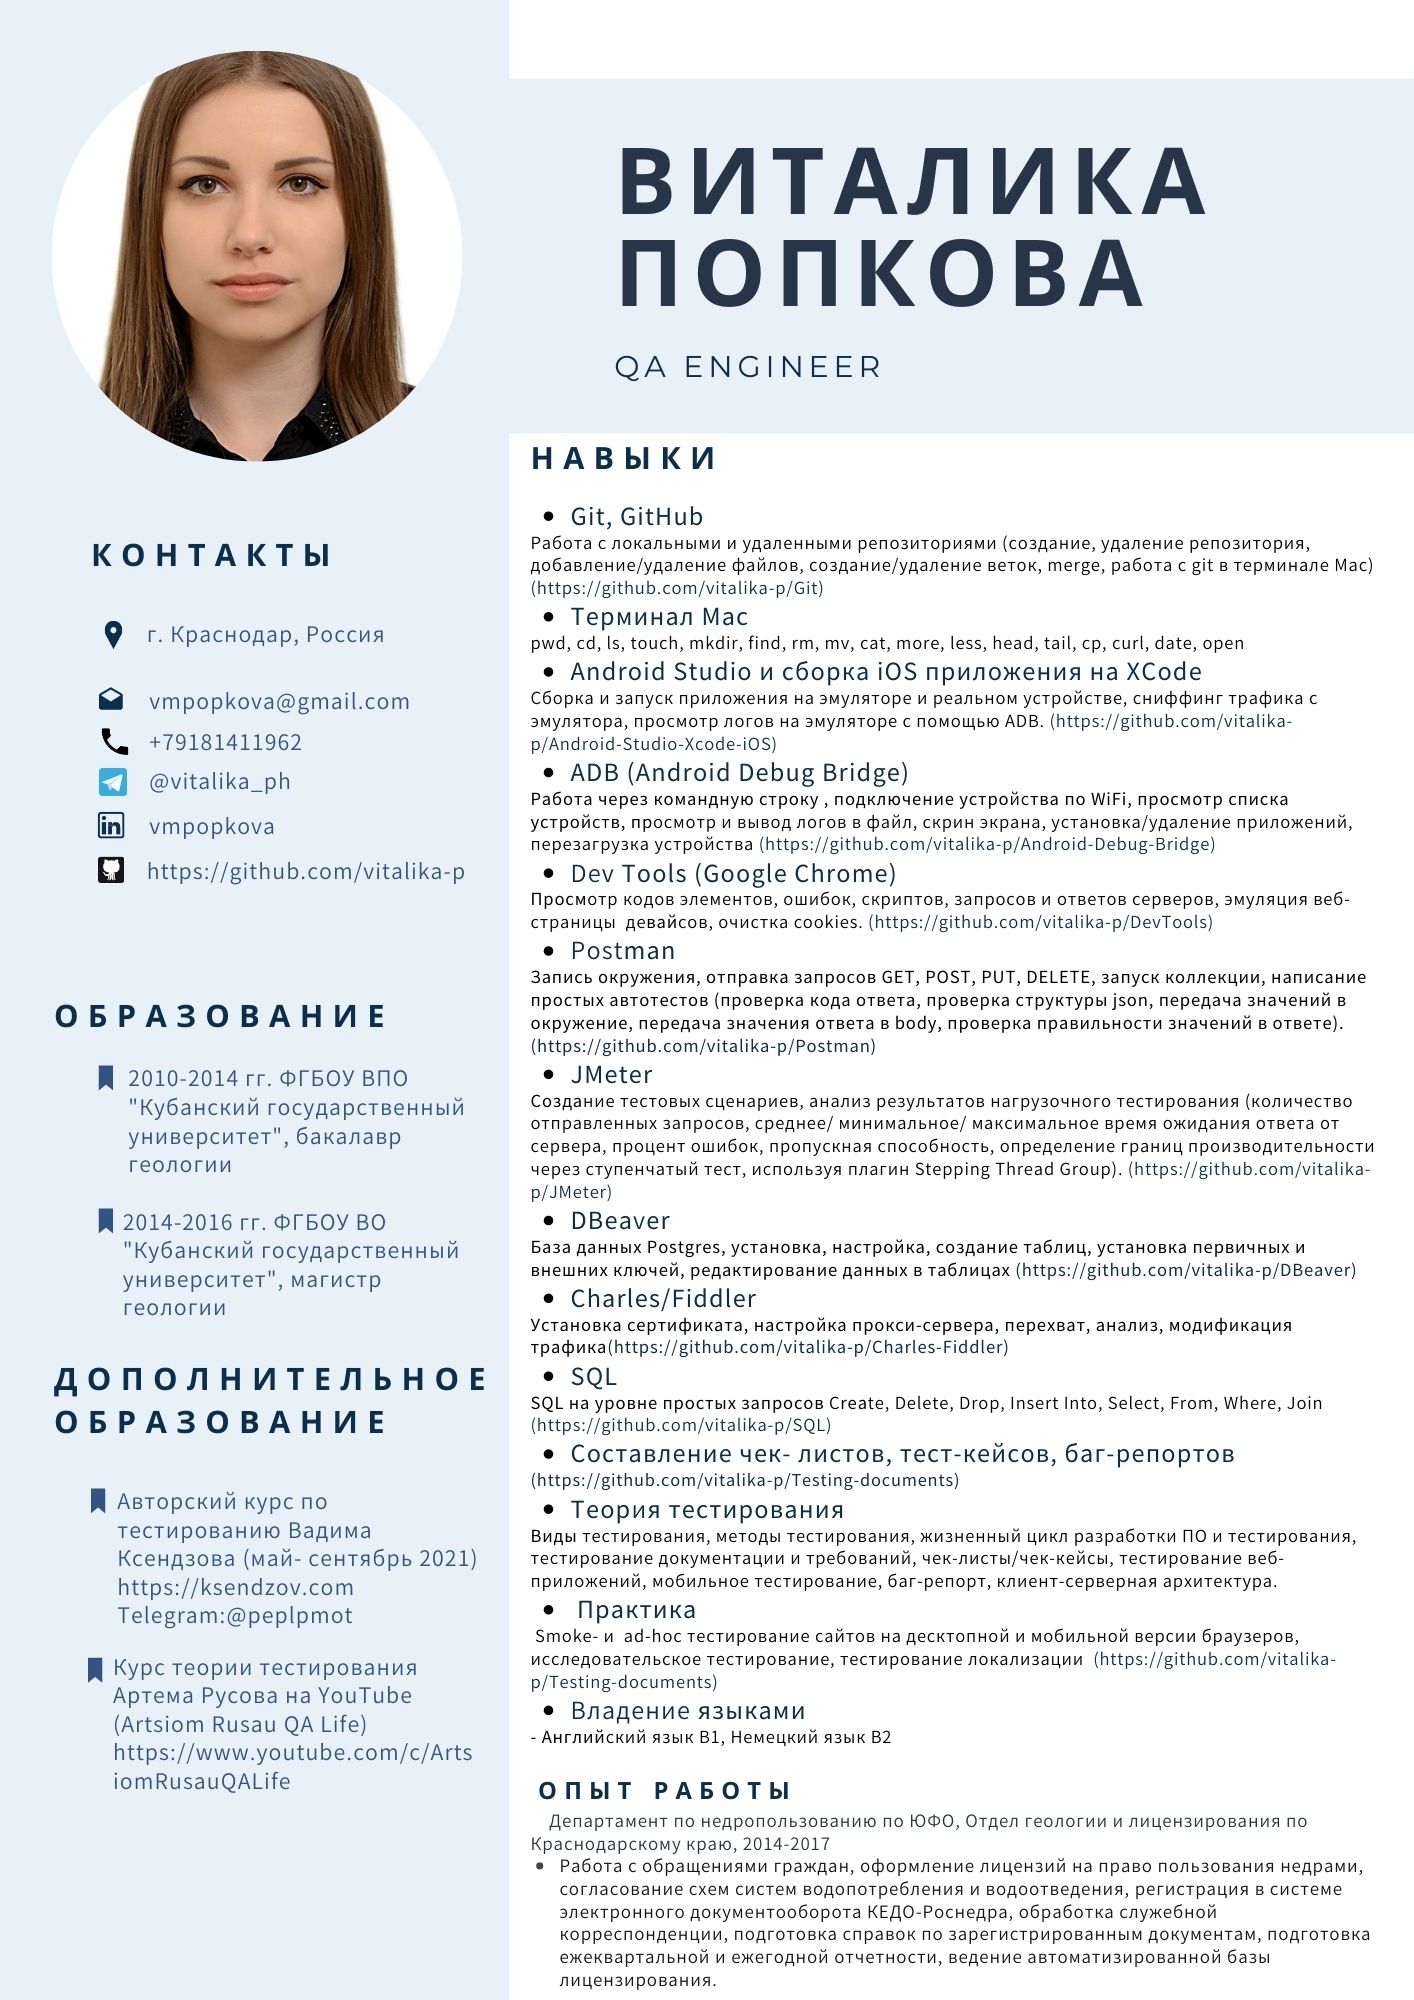 ВИТАЛИКА
ПОПКОВА
QA ENGINEER
КОНТАКТЫ
г. Краснодар, Россия
vmpopkova@gmail.com
+79181411962
@vitalika_ph
vmpopkova
https://github.com/vitalika-p
ОБРАЗОВАНИЕ
2010-2014 гг. ФГБОУ ВПО
"Кубанский государственный
университет", бакалавр
геологии
2014-2016 гг. ФГБОУ ВО
"Кубанский государственный
университет", магистр
геологии
ДОПОЛНИТЕЛЬНОЕ
ОБРАЗОВАНИЕ
Авторский курс по
тестированию Вадима
Ксендзова (май- сентябрь 2021)
https://ksendzov.com
Telegram:@peplpmot
Курс теории тестирования
Артема Русова на YouTube
(Artsiom Rusau QA Life)
https://www.youtube.com/c/Arts
iomRusauQALife
НАВЫКИ
• Git, GitHub
Работа с локальными и удаленными репозиториями (создание, удаление репозитория,
добавление/удаление файлов, создание/удаление веток, merge, работа с git в терминале Mac)
(https://github.com/vitalika-p/Git)
• Терминал Mac
pwd, cd, ls, touch, mkdir, find, rm, mv, cat, more, less, head, tail, cp, curl, date, open
• Android Studio и сборка iOS приложения на XCode
Сборка и запуск приложения на эмуляторе и реальном устройстве, сниффинг трафика с
эмулятора, просмотр логов на эмуляторе с помощью ADB. (https://github.com/vitalika-
p/Android-Studio-Xcode-iOS)
• ADB (Android Debug Bridge)
Работа через командную строку , подключение устройства по WiFi, просмотр списка
устройств, просмотр и вывод логов в файл, скрин экрана, установка/удаление приложений,
перезагрузка устройства (https://github.com/vitalika-p/Android-Debug-Bridge)
• Dev Tools (Google Chrome)
Просмотр кодов элементов, ошибок, скриптов, запросов и ответов серверов, эмуляция веб-
страницы девайсов, очистка cookies. (https://github.com/vitalika-p/DevTools)
• Postman
Запись окружения, отправка запросов GET, POST, PUT, DELETE, запуск коллекции, написание
простых автотестов (проверка кода ответа, проверка структуры json, передача значений в
окружение, передача значения ответа в body, проверка правильности значений в ответе).
(https://github.com/vitalika-p/Postman)
• JMeter
Создание тестовых сценариев, анализ результатов нагрузочного тестирования (количество
отправленных запросов, среднее/ минимальное/ максимальное время ожидания ответа от
сервера, процент ошибок, пропускная способность, определение границ производительности
через ступенчатый тест, используя плагин Stepping Thread Group). (https://github.com/vitalika-
p/JMeter)
• DBeaver
База данных Postgres, установка, настройка, создание таблиц, установка первичных и
внешних ключей, редактирование данных в таблицах (https://github.com/vitalika-p/DBeaver)
• Charles/Fiddler
Установка сертификата, настройка прокси-сервера, перехват, анализ, модификация
трафика(https://github.com/vitalika-p/Charles-Fiddler)
• SQL
SQL на уровне простых запросов Create, Delete, Drop, Insert Into, Select, From, Where, Join
(https://github.com/vitalika-p/SQL)
• Составление чек- листов, тест-кейсов, баг-репортов
(https://github.com/vitalika-p/Testing-documents)
• Теория тестирования
Виды тестирования, методы тестирования, жизненный цикл разработки ПО и тестирования,
тестирование документации и требований, чек-листы/чек-кейсы, тестирование веб-
приложений, мобильное тестирование, баг-репорт, клиент-серверная архитектура.
• Практика
Smoke- и ad-hoc тестирование сайтов на десктопной и мобильной версии браузеров,
исследовательское тестирование, тестирование локализации (https://github.com/vitalika-
p/Testing-documents)
• Владение языками
- Английский язык B1, Немецкий язык B2
ОПЫТ РАБОТЫ
Департамент по недропользованию по ЮФО, Отдел геологии и лицензирования по
Краснодарскому краю, 2014-2017
• Работа с обращениями граждан, оформление лицензий на право пользования недрами,
согласование схем систем водопотребления и водоотведения, регистрация в системе
электронного документооборота КЕДО-Роснедра, обработка служебной
корреспонденции, подготовка справок по зарегистрированным документам, подготовка
ежеквартальной и ежегодной отчетности, ведение автоматизированной базы
лицензирования.